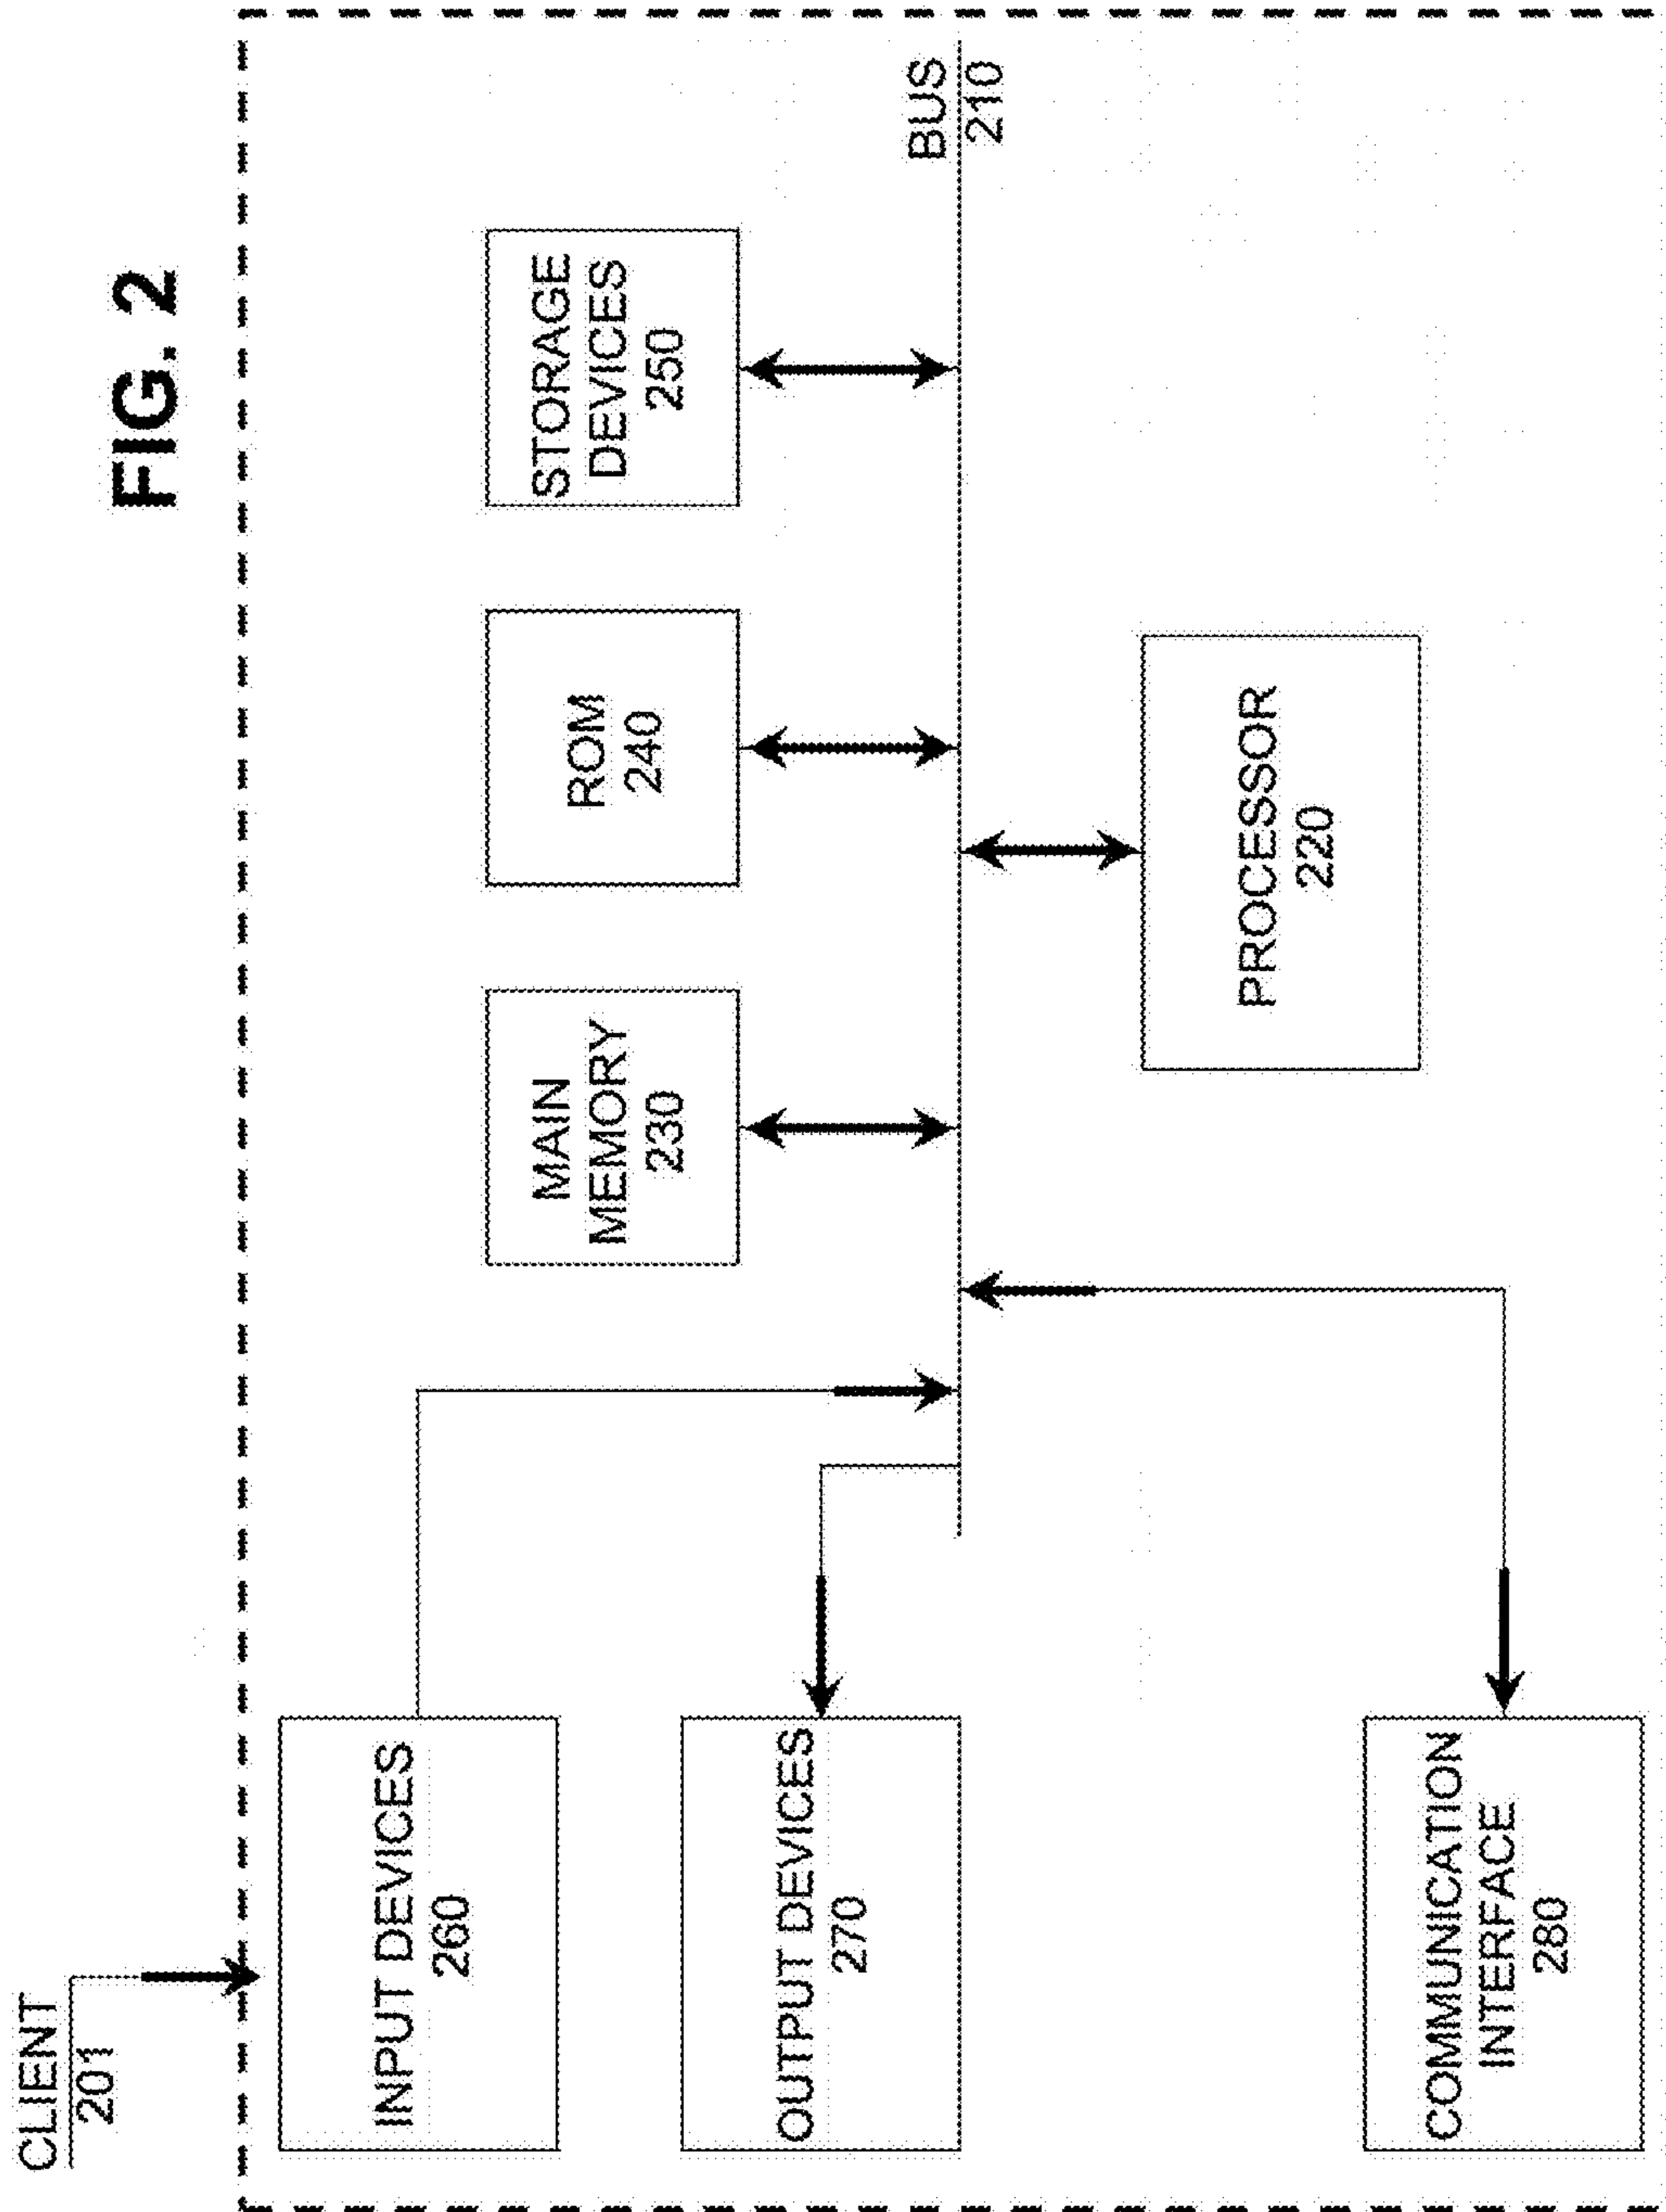 FIG. 2
CLIENT
201
INPUT DEVICES
260
OUTPUT DEVICES
270
COMMUNICATION
INTERFACE
280
MAIN
MEMORY
230
ROM
240
STORAGE
DEVICES
250
BUS
210
PROCESSOR
220